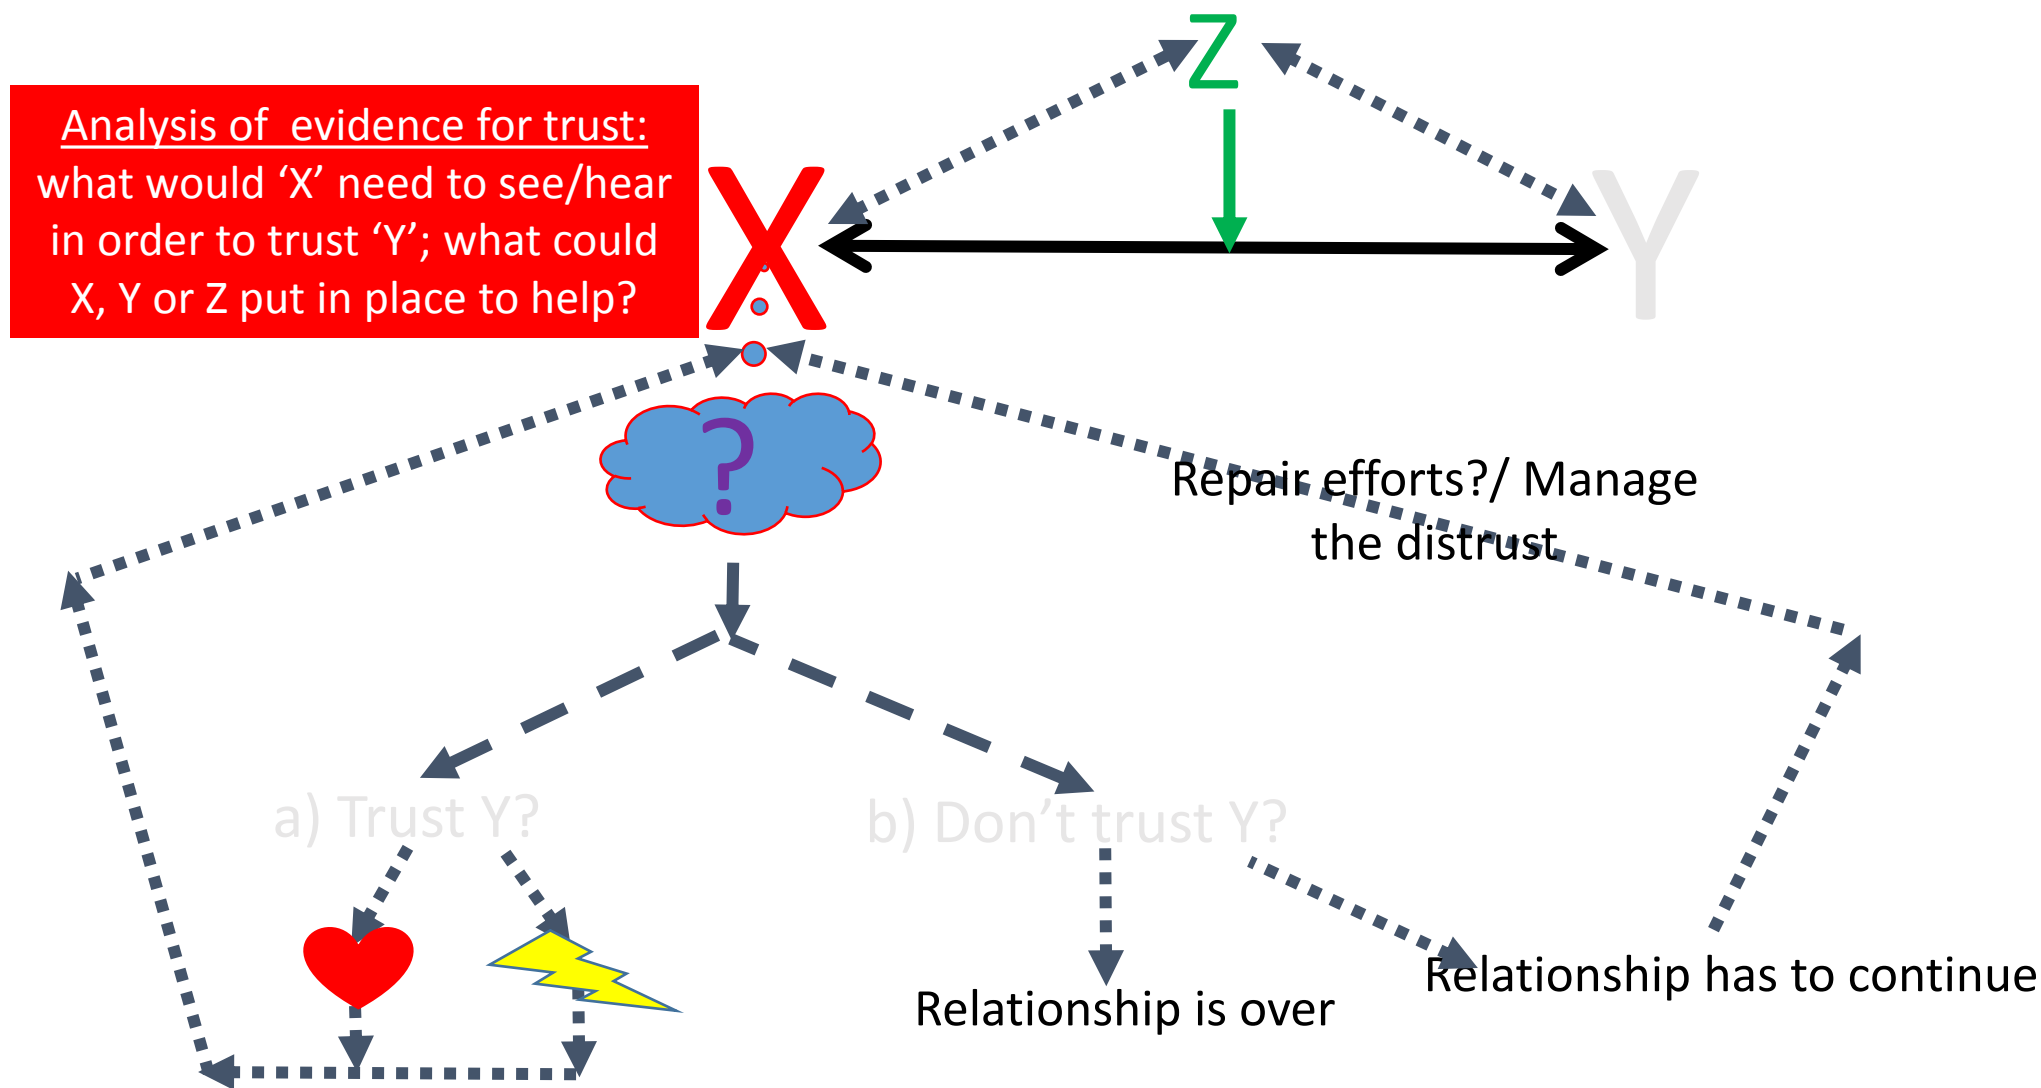 Z
Analysis of  evidence for trust:
what would ‘X’ need to see/hear
in order to trust ‘Y’; what could
X, Y or Z put in place to help?
X
Y
?
Repair efforts?/ Manage
the distrust
a) Trust Y?
b) Don’t trust Y?
Relationship has to continue
Relationship is over